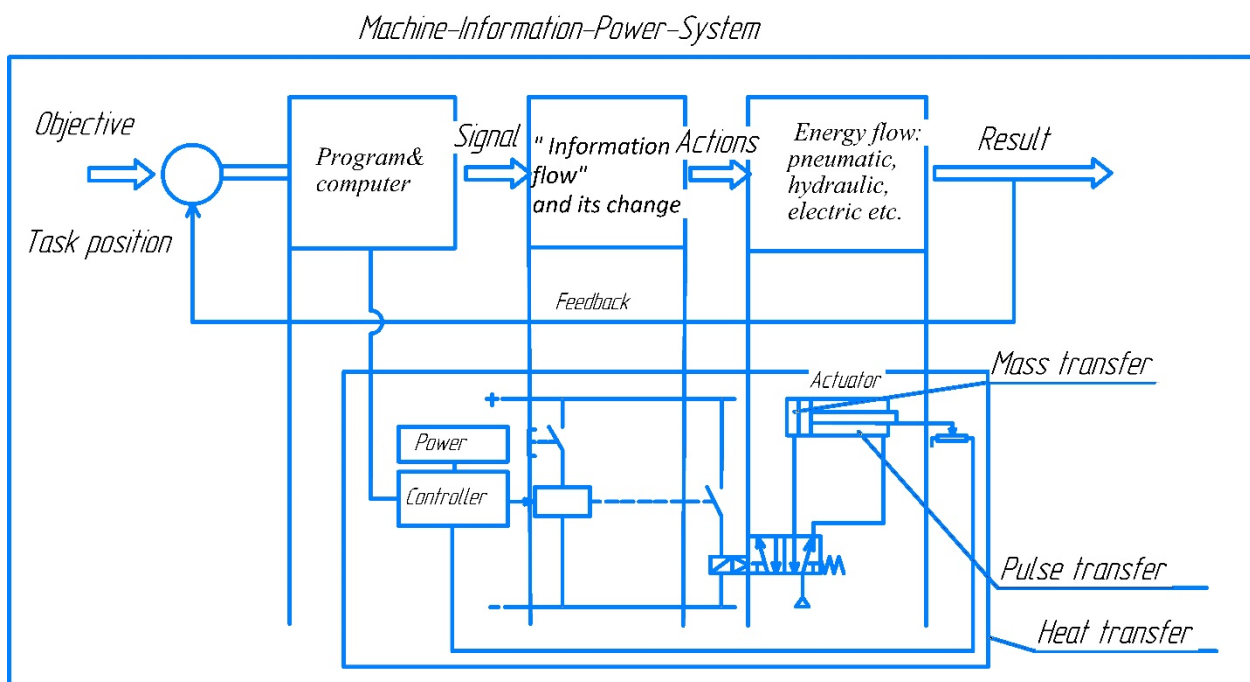 Machine-Information-Power-System
Objective
Task position
Program&
computer
Signal
" Information
flow"
and its change
Actions
Energy flow:
pneumatic,
hydraulic,
electric etc.
Result
Feedback
Actuator
Mass transfer
+
Power
Controller
-
Pulse transfer
Heat transfer